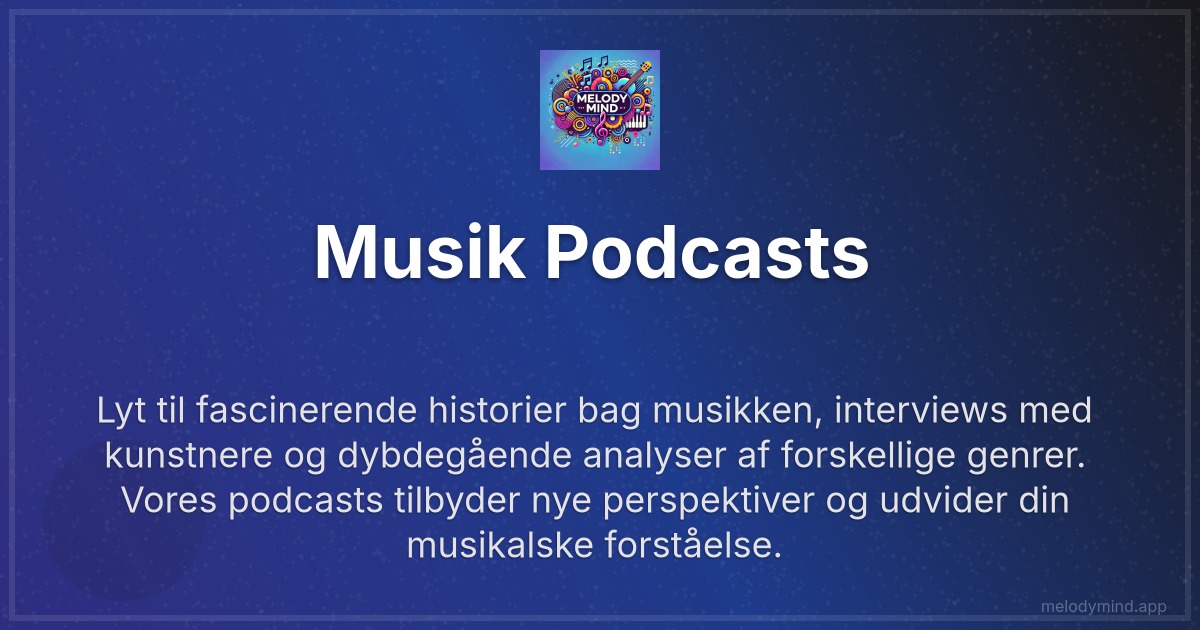 MELODY
MIND
Musik Podcasts
Lyt til fascinerende historier bag musikken, interviews med
kunstnere og dybdegående analyser af forskellige genrer.
Vores podcasts tilbyder nye perspektiver og udvider din
musikalske forståelse.
melodymind.app